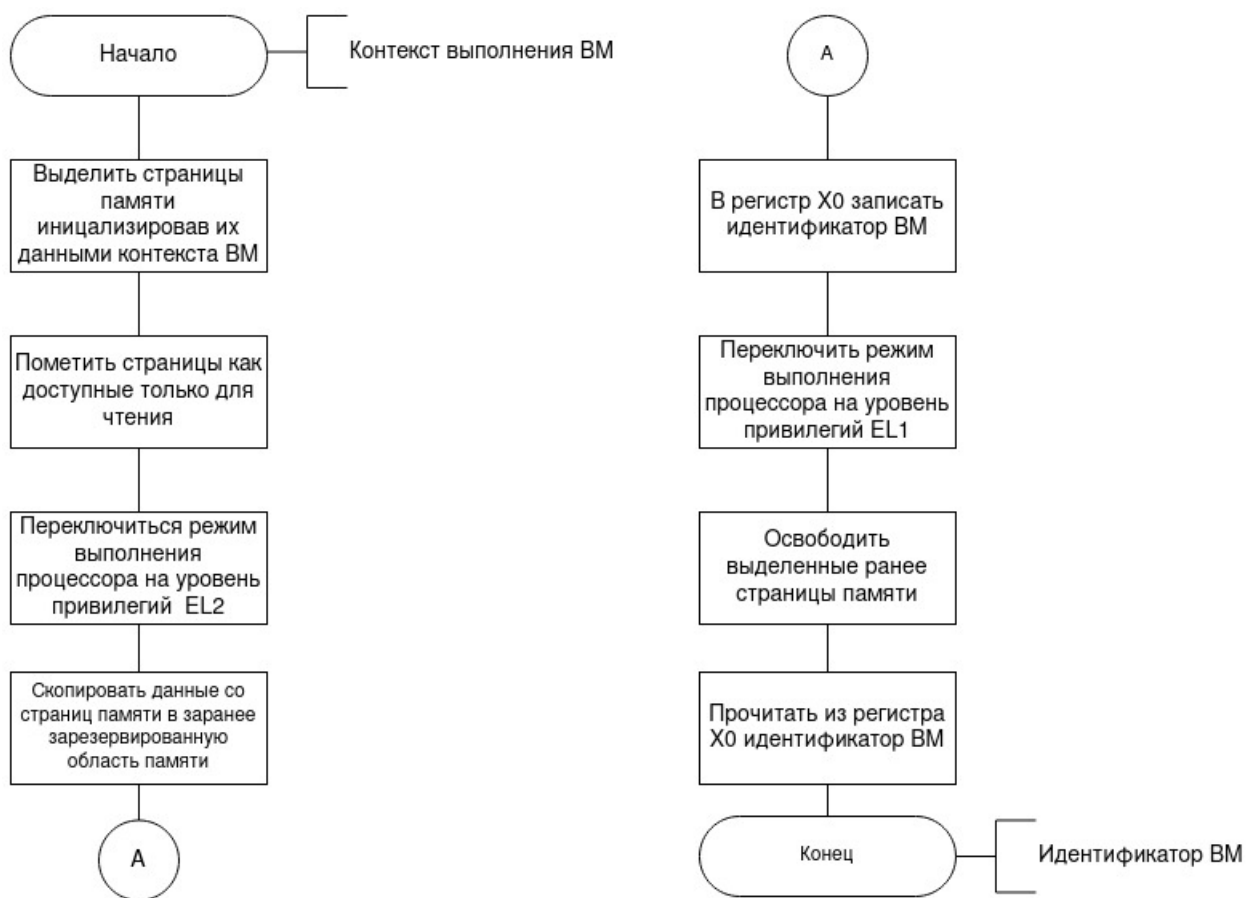 Начало
Контекст выполнения ВМ
Выделить страницы
памяти
иницализировав их
данными контекста ВМ
Пометить страницы как
доступные только для
чтения
Переключиться режим
выполнения
процессора на уровень
привилегий EL2
Скопировать данные со
страниц памяти в заранее
зарезервированную
область памяти
А
А
В регистр X0 записать
идентификатор ВМ
Переключить режим
выполнения
процессора на уровень
привилегий EL1
Освободить
выделенные ранее
страницы памяти
Прочитать из регистра
X0 идентификатор ВМ
Конец
Идентификатор ВМ